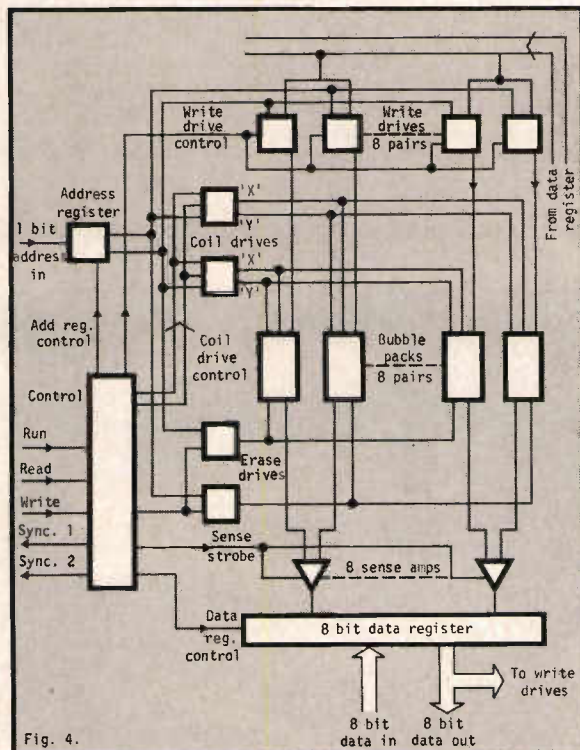 Write
drive
control
Write
drives
8 pairs
From data
register
Address
register
1 bit
addres
in
'X'
'Y'
Coil drives
'X'
'Y'
Add reg.
control
Coil
drive
control
Bubble
packs
8 pairs
Control
Run
Read
Write
Sync. 1
Sync. 2
Erase
drives
Sense
strobe
8 sense amps
Data
reg.
control
8 bit data register
To write
drives
8 bit
data in
8 bit
data out
Fig. 4.